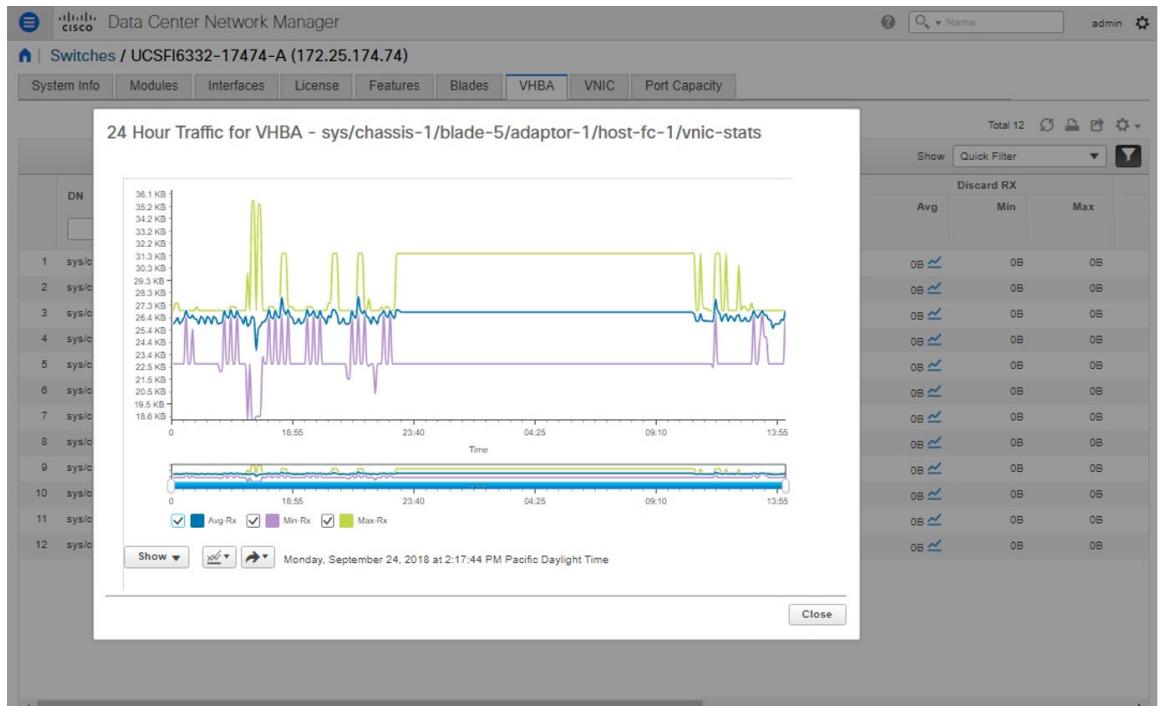 cisco Data Center Network Manager
Name
admin
Switches / UCSFI6332-17474-A (172.25.174.74)
System Info Modules Interfaces License Features Blades VHBA VNIC Port Capacity
Total 12
Show Quick Filter
DN
Discard RX
Avg Min Max
1 sys/c 0B 0B 0B
2 sys/c 0B 0B 0B
3 sys/c 0B 0B 0B
4 sys/c 0B 0B 0B
5 sys/c 0B 0B 0B
6 sys/c 0B 0B 0B
7 sys/c 0B 0B 0B
8 sys/c 0B 0B 0B
9 sys/c 0B 0B 0B
10 sys/c 0B 0B 0B
11 sys/c 0B 0B 0B
12 sys/c 0B 0B 0B
24 Hour Traffic for VHBA - sys/chassis-1/blade-5/adaptor-1/host-fc-1/vnic-stats
36.1 KB
35.2 KB
34.2 KB
33.2 KB
32.2 KB
31.3 KB
30.3 KB
29.3 KB
28.3 KB
27.3 KB
26.4 KB
25.4 KB
24.4 KB
23.4 KB
22.5 KB
21.5 KB
20.5 KB
19.5 KB
18.6 KB
0 18:55 23:40 04:25 09:10 13:55
Time
0 18:55 23:40 04:25 09:10 13:55
Avg-Rx Min-Rx Max-Rx
Show
Monday, September 24, 2018 at 2:17:44 PM Pacific Daylight Time
Close